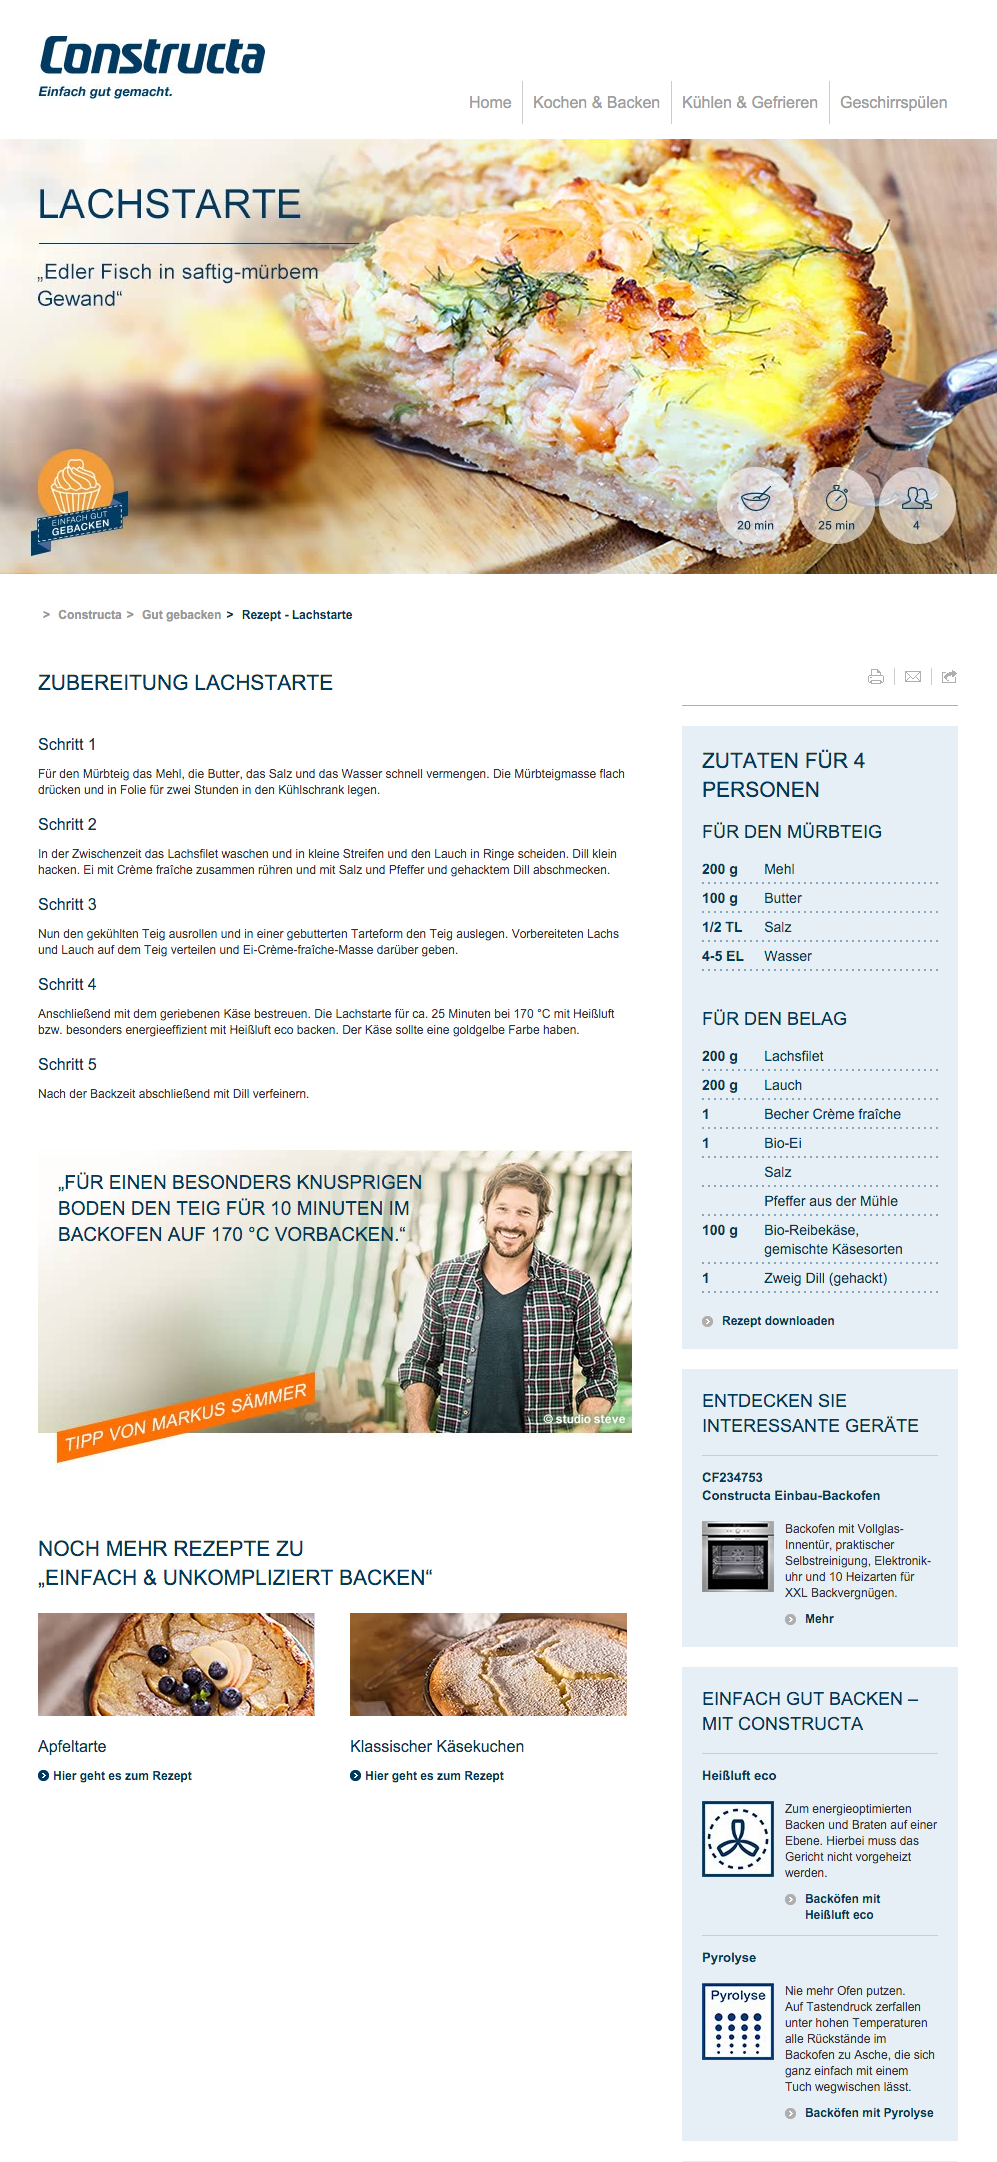 Constructa
Einfach gut gemacht.
Home
Kochen & Backen
Kühlen & Gefrieren
Geschirrspülen
LACHSTARTE
„Edler Fisch in saftig-mürbem
Gewand“
EINFACH GUT
GEBACKEN
20 min
25 min
4
> Constructa > Gut gebacken > Rezept - Lachstarte
ZUBEREITUNG LACHSTARTE
Schritt 1
Für den Mürbteig das Mehl, die Butter, das Salz und das Wasser schnell vermengen. Die Mürbteigmasse flach
drücken und in Folie für zwei Stunden in den Kühlschrank legen.
Schritt 2
In der Zwischenzeit das Lachsfilet waschen und in kleine Streifen und den Lauch in Ringe scheiden. Dill klein
hacken. Ei mit Crème fraîche zusammen rühren und mit Salz und Pfeffer und gehacktem Dill abschmecken.
Schritt 3
Nun den gekühlten Teig ausrollen und in einer gebutterten Tarteform den Teig auslegen. Vorbereiteten Lachs
und Lauch auf dem Teig verteilen und Ei-Crème-fraîche-Masse darüber geben.
Schritt 4
Anschließend mit dem geriebenen Käse bestreuen. Die Lachstarte für ca. 25 Minuten bei 170 °C mit Heißluft
bzw. besonders energieeffizient mit Heißluft eco backen. Der Käse sollte eine goldgelbe Farbe haben.
Schritt 5
Nach der Backzeit abschließend mit Dill verfeinern.
„FÜR EINEN BESONDERS KNUSPRIGEN
BODEN DEN TEIG FÜR 10 MINUTEN IM
BACKOFEN AUF 170 °C VORBACKEN.“
TIPP VON MARKUS SÄMMER
© studio steve
NOCH MEHR REZEPTE ZU
„EINFACH & UNKOMPLIZIERT BACKEN“
Apfeltarte
Hier geht es zum Rezept
Klassischer Käsekuchen
Hier geht es zum Rezept
ZUTATEN FÜR 4
PERSONEN
FÜR DEN MÜRBTEIG
200 g Mehl
100 g Butter
1/2 TL Salz
4-5 EL Wasser
FÜR DEN BELAG
200 g Lachsfilet
200 g Lauch
1 Becher Crème fraîche
1 Bio-Ei
Salz
Pfeffer aus der Mühle
100 g Bio-Reibekäse,
gemischte Käsesorten
1 Zweig Dill (gehackt)
Rezept downloaden
ENTDECKEN SIE
INTERESSANTE GERÄTE
CF234753
Constructa Einbau-Backofen
Backofen mit Vollglas-
Innentür, praktischer
Selbstreinigung, Elektronik-
uhr und 10 Heizarten für
XXL Backvergnügen.
Mehr
EINFACH GUT BACKEN –
MIT CONSTRUCTA
Heißluft eco
Zum energieoptimierten
Backen und Braten auf einer
Ebene. Hierbei muss das
Gericht nicht vorgeheizt
werden.
Backöfen mit
Heißluft eco
Pyrolyse
Pyrolyse
Nie mehr Ofen putzen.
Auf Tastendruck zerfallen
unter hohen Temperaturen
alle Rückstände im
Backofen zu Asche, die sich
ganz einfach mit einem
Tuch wegwischen lässt.
Backöfen mit Pyrolyse